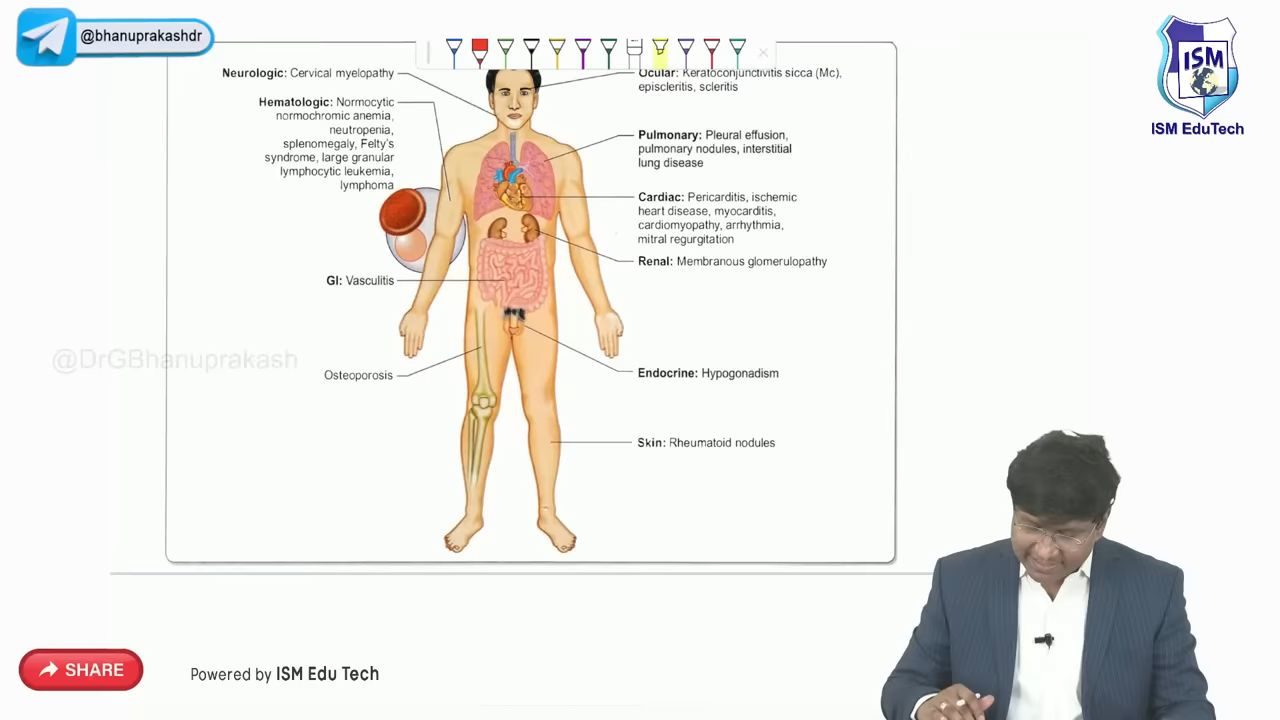 @bhanuprakashdr
ISM
ISM EduTech
Neurologic: Cervical myelopathy
Hematologic: Normocytic
normochromic anemia,
neutropenia,
splenomegaly, Felty's
syndrome, large granular
lymphocytic leukemia,
lymphoma
GI: Vasculitis
Osteoporosis
Ocular: Keratoconjunctivitis sicca (Mc),
episcleritis, scleritis
Pulmonary: Pleural effusion,
pulmonary nodules, interstitial
lung disease
Cardiac: Pericarditis, ischemic
heart disease, myocarditis,
cardiomyopathy, arrhythmia,
mitral regurgitation
Renal: Membranous glomerulopathy
Endocrine: Hypogonadism
Skin: Rheumatoid nodules
@DrGBhanuprakash
SHARE
Powered by ISM Edu Tech